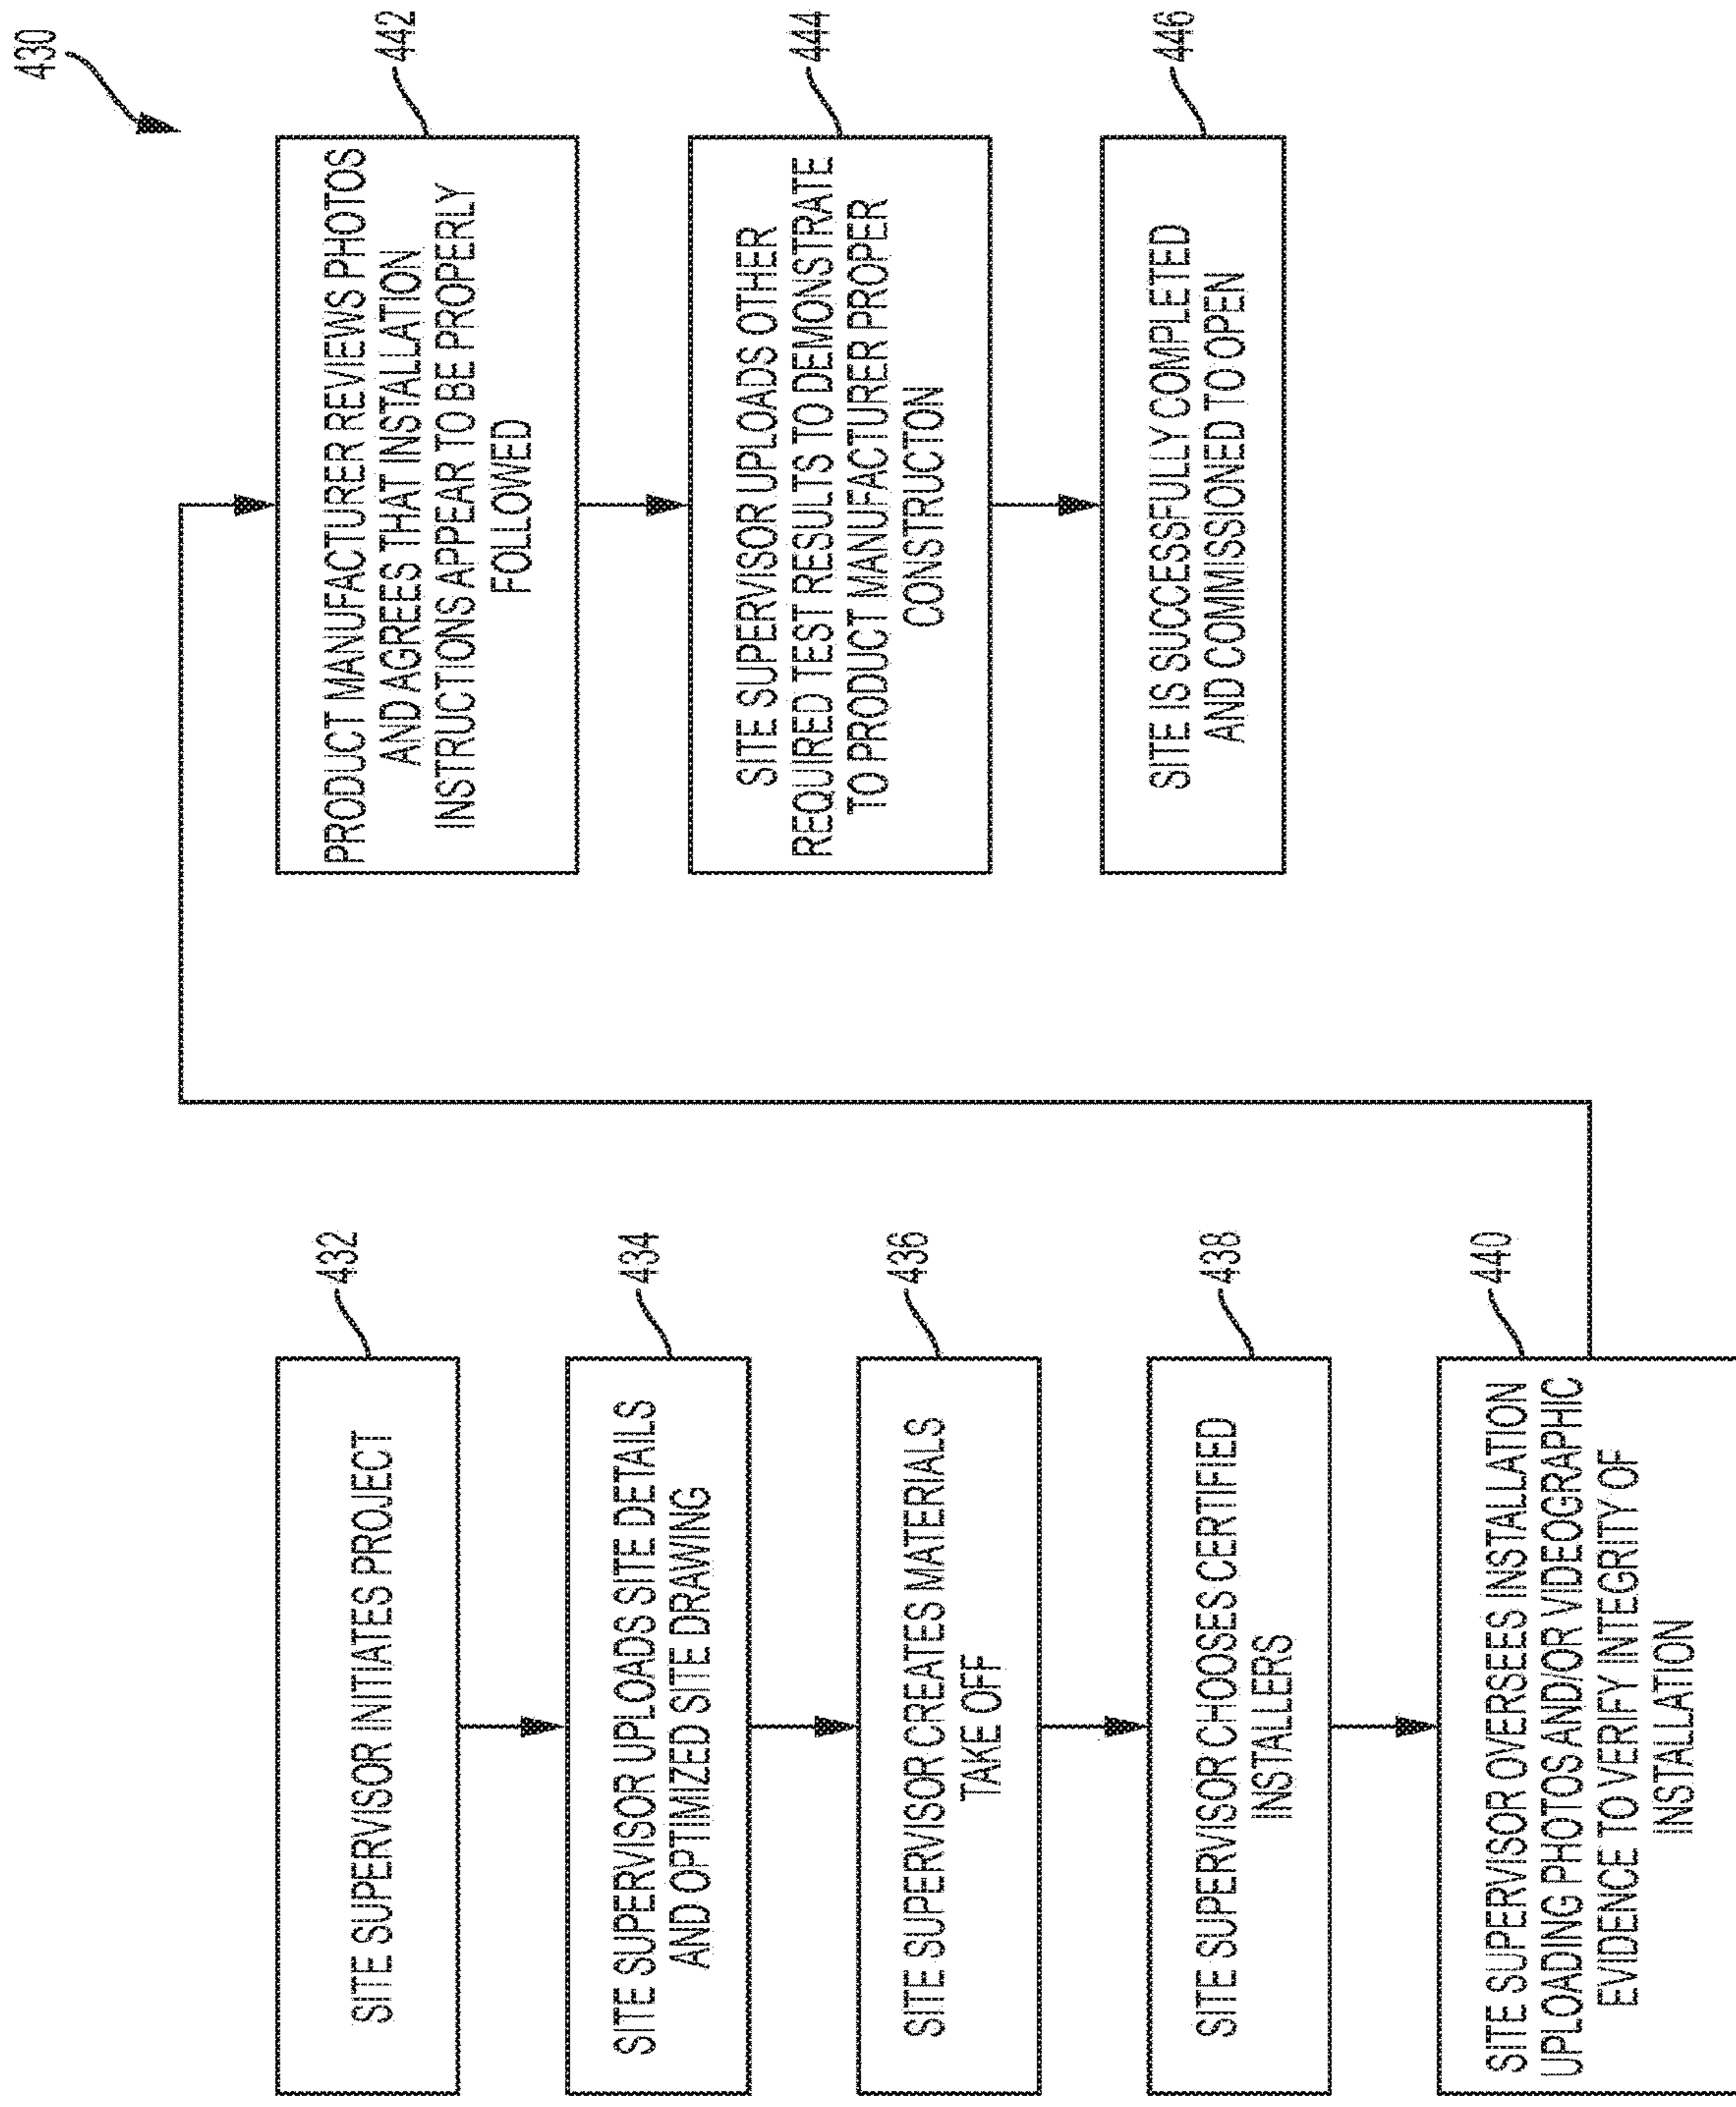 430
432
SITE SUPERVISOR INITIATES PROJECT
434
SITE SUPERVISOR UPLOADS SITE DETAILS
AND OPTIMIZED SITE DRAWING
436
SITE SUPERVISOR CREATES MATERIALS
TAKE OFF
438
SITE SUPERVISOR CHOOSES CERTIFIED
INSTALLERS
440
SITE SUPERVISOR OVERSEES INSTALLATION
UPLOADING PHOTOS AND/OR VIDEOGRAPHIC
EVIDENCE TO VERIFY INTEGRITY OF
INSTALLATION
442
PRODUCT MANUFACTURER REVIEWS PHOTOS
AND AGREES THAT INSTALLATION
INSTRUCTIONS APPEAR TO BE PROPERLY
FOLLOWED
444
SITE SUPERVISOR UPLOADS OTHER
REQUIRED TEST RESULTS TO DEMONSTRATE
TO PRODUCT MANUFACTURER PROPER
CONSTRUCTON
446
SITE IS SUCCESSFULLY COMPLETED
AND COMMISSIONED TO OPEN